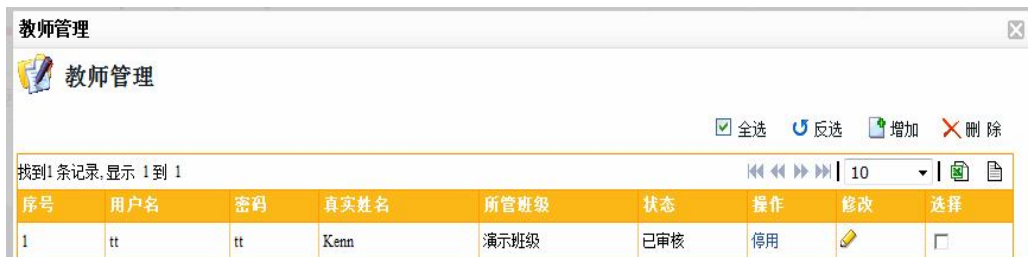 教师管理
教师管理
全选 反选 增加 删 除
找到1 条记录,显示 1 到 1 10
序号 用户名 密码 真实姓名 所管班级 状态 操作 修改 选择
1 tt tt Kenn 演示班级 已审核 停用